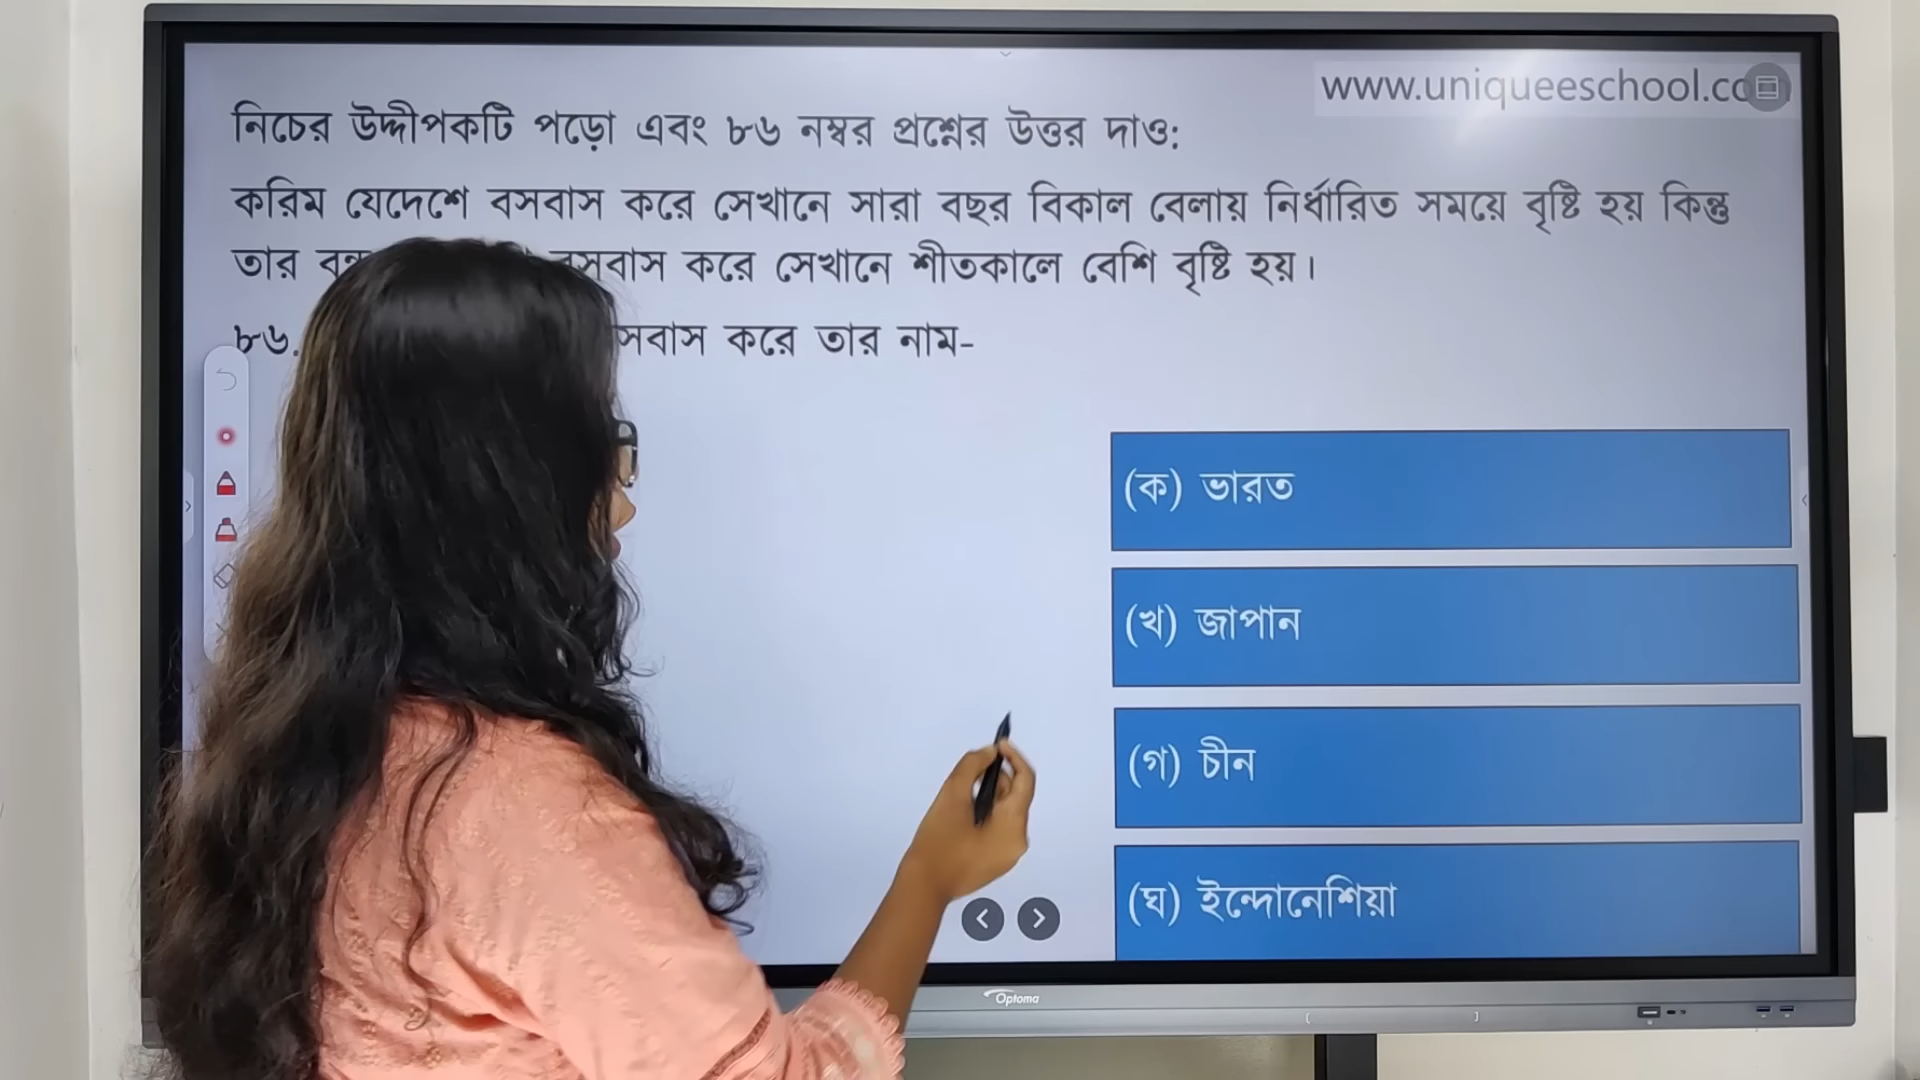 www.uniqueeschool.co
নিচের উদ্দীপকটি পড়ো এবং ৮৬ নম্বর প্রশ্নের উত্তর দাও:
করিম যেদেশে বসবাস করে সেখানে সারা বছর বিকাল বেলায় নির্ধারিত সময়ে বৃষ্টি হয় কিন্তু
তার বসবাস করে সেখানে শীতকালে বেশি বৃষ্টি হয়।
৮৬. সবাস করে তার নাম-
(ক) ভারত
(খ) জাপান
(গ) চীন
(ঘ) ইন্দোনেশিয়া
Optoma